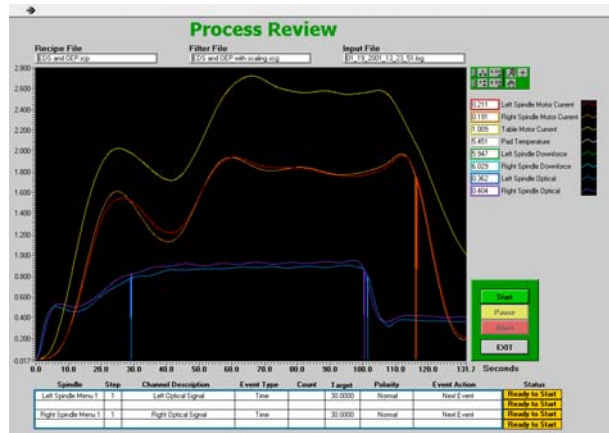 Process Review
Recipe File Filter File Input File
EDS and OEP.rcp EDS and OEP with scaling.scg 01_19_2001_13_23_51.log
2.800
2.600
2.400
2.200
2.000
1.800
1.600
1.400
1.200
1.000
0.800
0.600
0.400
0.200
-0.017
0.0 10.0 20.0 30.0 40.0 50.0 60.0 70.0 80.0 90.0 100.0 110.0 120.0 131.7 Seconds
0.211 Left Spindle Motor Current
0.191 Right Spindle Motor Current
1.009 Table Motor Current
5.451 Pad Temperature
5.947 Left Spindle Downforce
6.029 Right Spindle Downforce
0.362 Left Spindle Optical
0.404 Right Spindle Optical
Start
Pause
Abort
EXIT
Spindle Step Channel Description Event Type Count Target Polarity Event Action Status
Left Spindle Menu 1 1 Left Optical Signal Time 30.0000 Normal Next Event Ready to Start
Ready to Start
Right Spindle Menu 1 1 Right Optical Signal Time 30.0000 Normal Next Event Ready to Start
Ready to Start